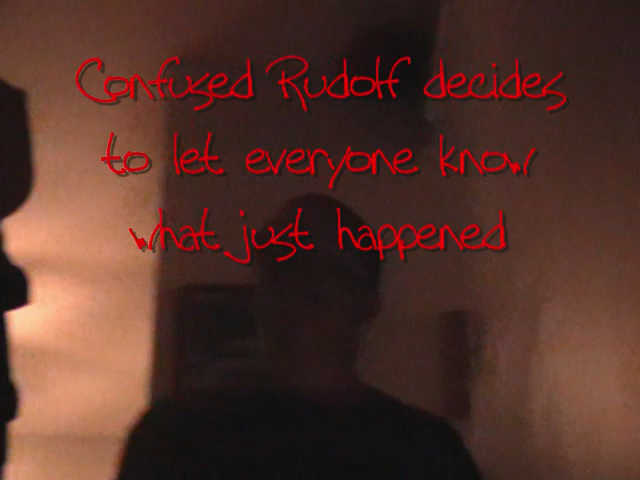 Confused Rudolf decides
to let everyone know
what just happened